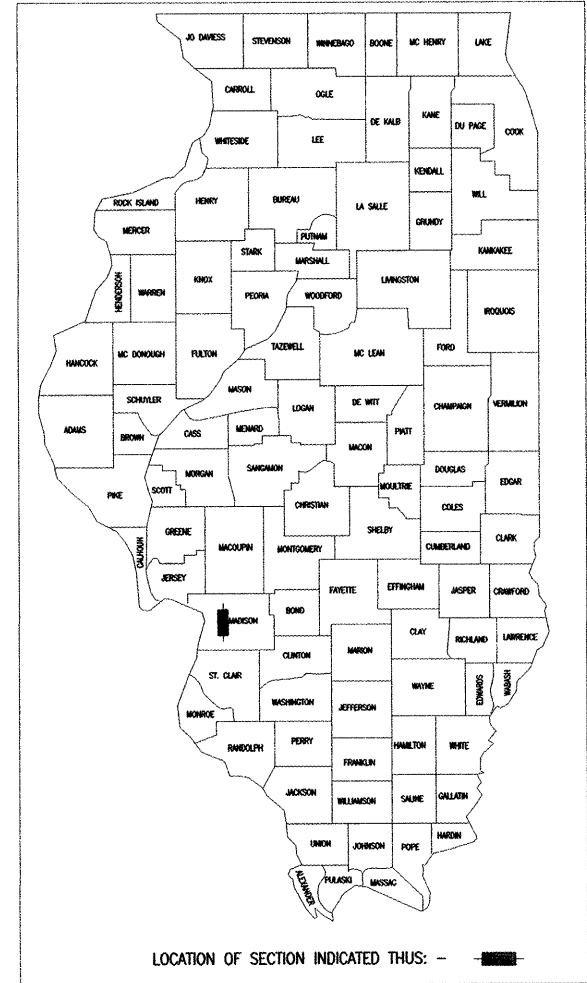 JO DAVIESS STEVENSON WINNEBAGO BOONE MC HENRY LAKE
CARROLL OGLE DE KALB KANE DU PAGE COOK
WHITESIDE LEE KENDALL WILL
ROCK ISLAND HENRY BUREAU LA SALLE GRUNDY
MERCER PUTNAM KANKAKEE
STARK MARSHALL
HENDERSON WARREN KNOX PEORIA WOODFORD LIVINGSTON IROQUOIS
HANCOCK MC DONOUGH FULTON TAZEWELL MC LEAN FORD
SCHUYLER MASON LOGAN DE WITT CHAMPAIGN VERMILION
ADAMS BROWN CASS MENARD MACON PIATT
MORGAN SANGAMON DOUGLAS EDGAR
PIKE SCOTT CHRISTIAN MOULTRIE COLES
GREENE MACOUPIN MONTGOMERY SHELBY CUMBERLAND CLARK
CALHOUN JERSEY FAYETTE EFFINGHAM JASPER CRAWFORD
MADISON BOND CLAY RICHLAND LAWRENCE
CLINTON MARION
ST. CLAIR WAYNE EDWARDS WABASH
MONROE WASHINGTON JEFFERSON
RANDOLPH PERRY HAMILTON WHITE
FRANKLIN
JACKSON WILLIAMSON SALINE GALLATIN
UNION JOHNSON POPE HARDIN
ALEXANDER PULASKI MASSAC
LOCATION OF SECTION INDICATED THUS: -